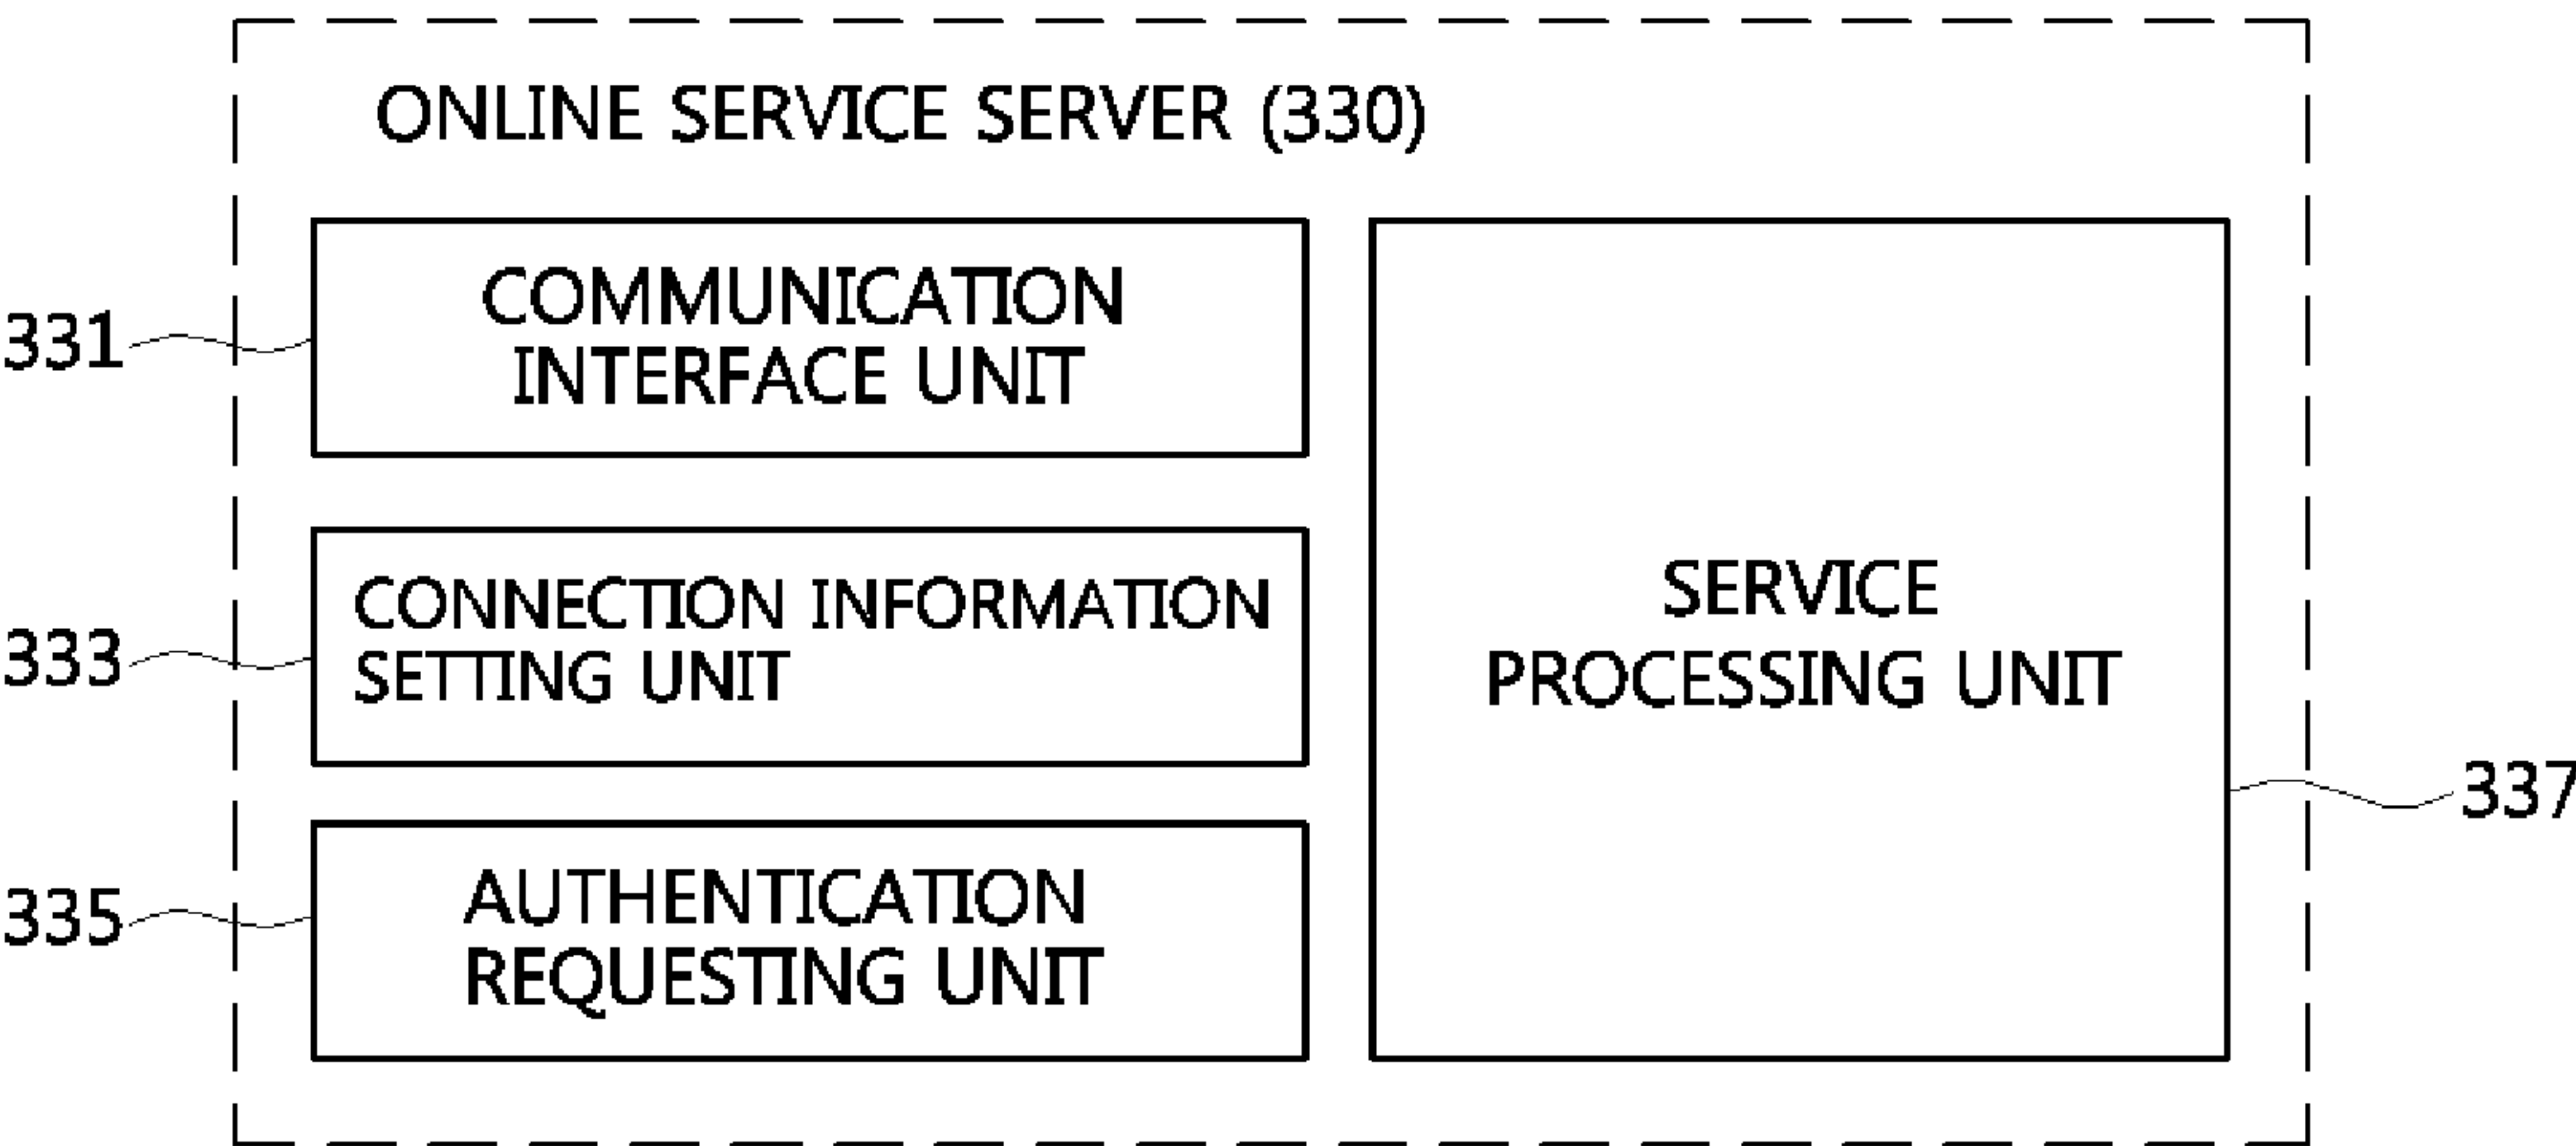 ONLINE SERVICE SERVER (330)
331
COMMUNICATION
INTERFACE UNIT
333
CONNECTION INFORMATION
SETTING UNIT
335
AUTHENTICATION
REQUESTING UNIT
SERVICE
PROCESSING UNIT
337